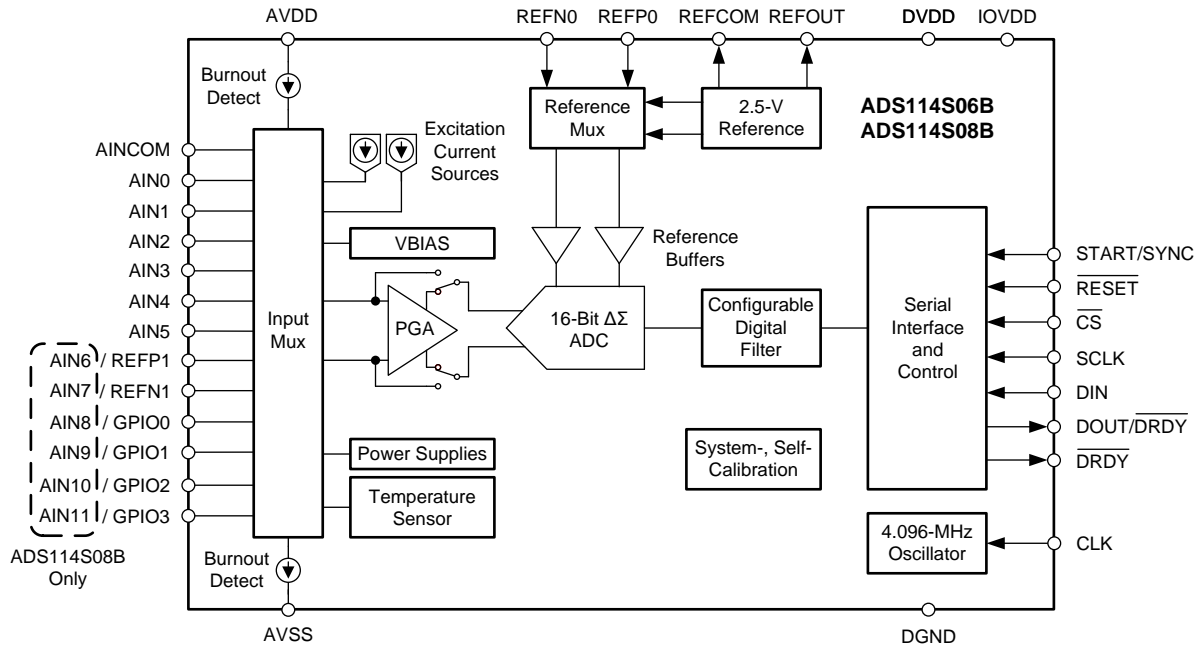 AVDD
REFN0
REFP0
REFCOM
REFOUT
DVDD
IOVDD
Burnout
Detect
Reference
Mux
2.5-V
Reference
ADS114S06B
ADS114S08B
Excitation
Current
Sources
AINCOM
AIN0
AIN1
AIN2
AIN3
AIN4
AIN5
AIN6 / REFP1
AIN7 / REFN1
AIN8 / GPIO0
AIN9 / GPIO1
AIN10 / GPIO2
AIN11 / GPIO3
ADS114S08B
Only
Input
Mux
VBIAS
Reference
Buffers
PGA
16-Bit ΔΣ
ADC
Configurable
Digital
Filter
Serial
Interface
and
Control
START/SYNC
RESET
CS
SCLK
DIN
DOUT/DRDY
DRDY
Power Supplies
Temperature
Sensor
System-, Self-
Calibration
4.096-MHz
Oscillator
CLK
Burnout
Detect
AVSS
DGND